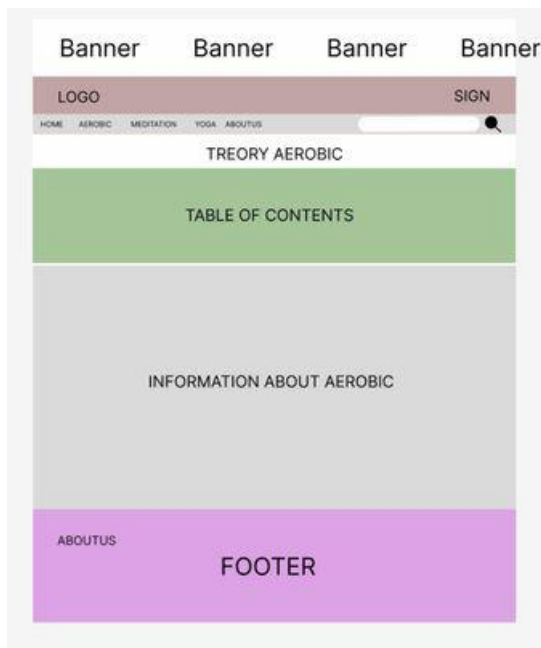 Banner Banner Banner Banner
LOGO SIGN
HOME AEROBIC MEDITATION YOGA ABOUTUS
TREORY AEROBIC
TABLE OF CONTENTS
INFORMATION ABOUT AEROBIC
ABOUTUS
FOOTER